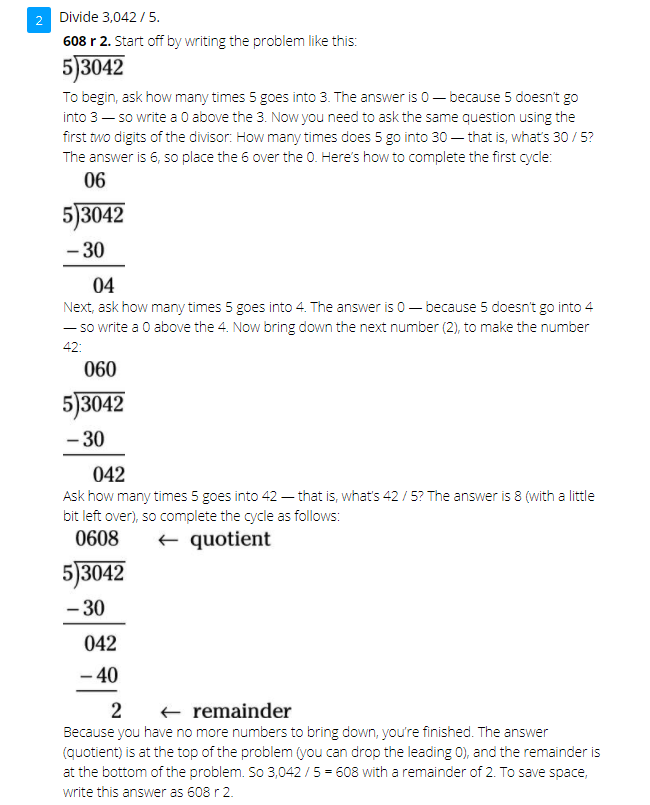 2 Divide 3,042 / 5.
608 r 2. Start off by writing the problem like this:
5)3042
To begin, ask how many times 5 goes into 3. The answer is 0 — because 5 doesn't go
into 3 — so write a 0 above the 3. Now you need to ask the same question using the
first two digits of the divisor: How many times does 5 go into 30 — that is, what's 30 / 5?
The answer is 6, so place the 6 over the 0. Here's how to complete the first cycle:
06
5)3042
– 30
04
Next, ask how many times 5 goes into 4. The answer is 0 — because 5 doesn't go into 4
— so write a 0 above the 4. Now bring down the next number (2), to make the number
42:
060
5)3042
– 30
042
Ask how many times 5 goes into 42 — that is, what's 42 / 5? The answer is 8 (with a little
bit left over), so complete the cycle as follows:
0608 ← quotient
5)3042
– 30
042
– 40
2 ← remainder
Because you have no more numbers to bring down, you're finished. The answer
(quotient) is at the top of the problem (you can drop the leading 0), and the remainder is
at the bottom of the problem. So 3,042 / 5 = 608 with a remainder of 2. To save space,
write this answer as 608 r 2.